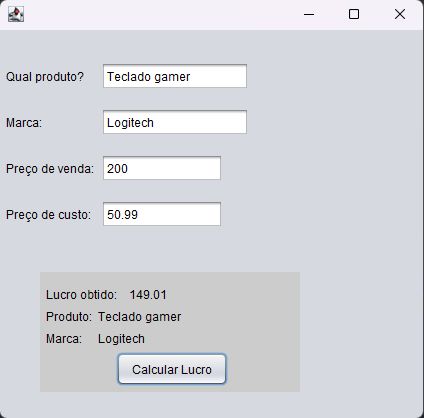 Qual produto? Teclado gamer
Marca: Logitech
Preço de venda: 200
Preço de custo: 50.99
Lucro obtido: 149.01
Produto: Teclado gamer
Marca: Logitech
Calcular Lucro